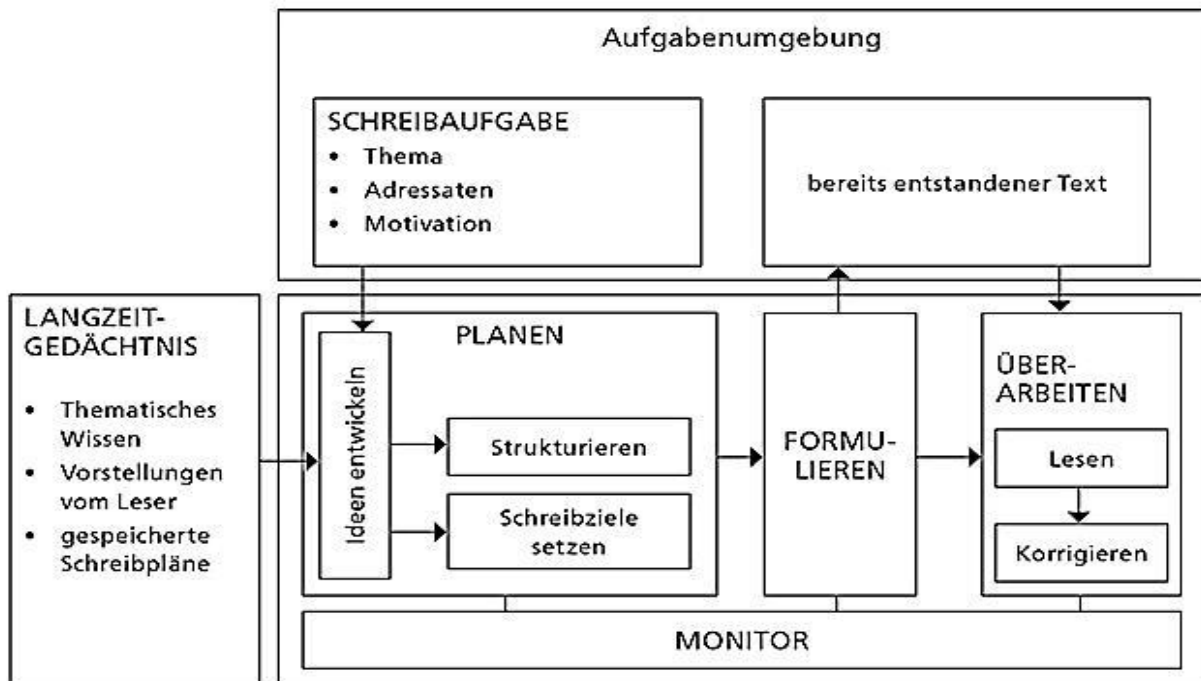 Aufgabenumgebung
SCHREIBAUFGABE
• Thema
• Adressaten
• Motivation
bereits entstandener Text
LANGZEIT-
GEDÄCHTNIS
• Thematisches
Wissen
• Vorstellungen
vom Leser
• gespeicherte
Schreibpläne
PLANEN
Ideen entwickeln
Strukturieren
Schreibziele
setzen
FORMU-
LIEREN
ÜBER-
ARBEITEN
Lesen
Korrigieren
MONITOR